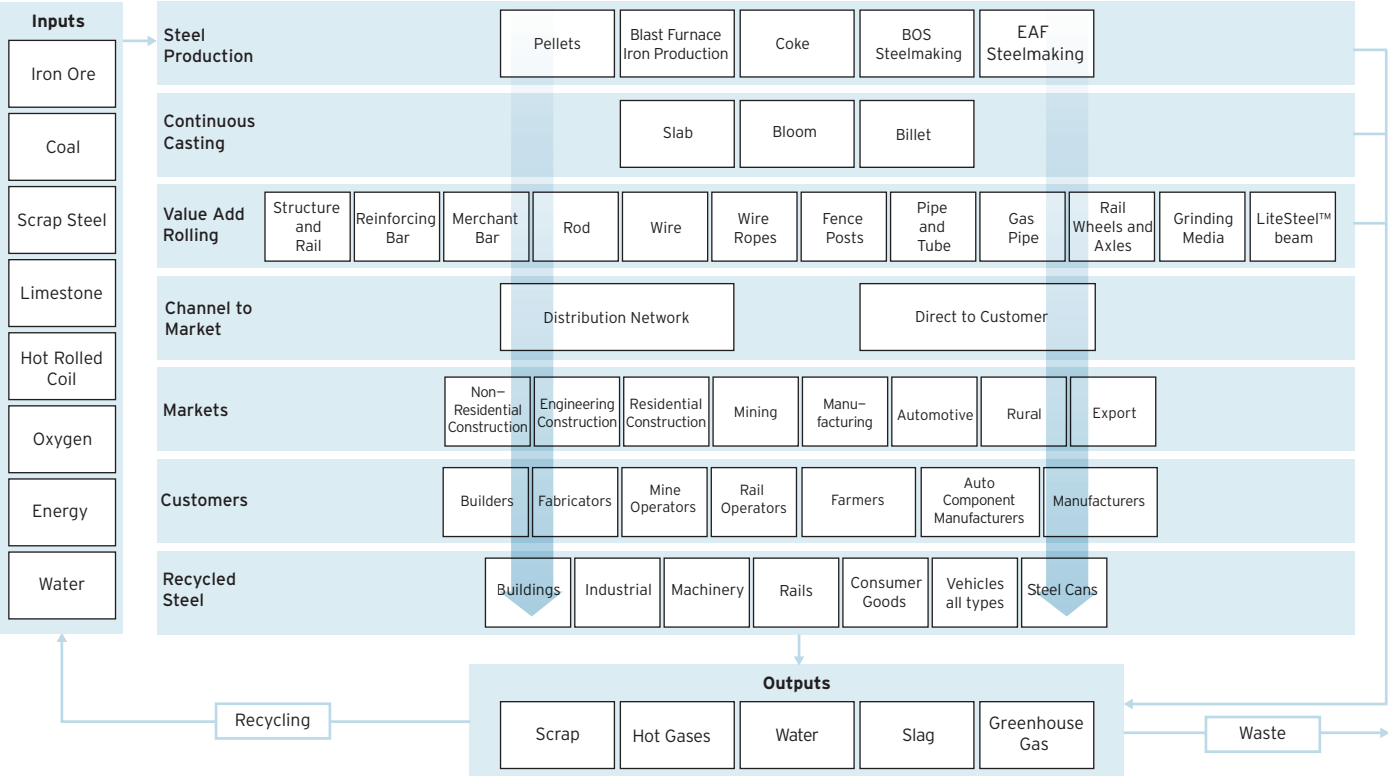 Inputs
Iron Ore
Coal
Scrap Steel
Limestone
Hot Rolled
Coil
Oxygen
Energy
Water
Steel
Production
Pellets
Blast Furnace
Iron Production
Coke
BOS
Steelmaking
EAF
Steelmaking
Continuous
Casting
Slab
Bloom
Billet
Value Add
Rolling
Structure
and
Rail
Reinforcing
Bar
Merchant
Bar
Rod
Wire
Wire
Ropes
Fence
Posts
Pipe
and
Tube
Gas
Pipe
Rail
Wheels and
Axles
Grinding
Media
LiteSteel™
beam
Channel to
Market
Distribution Network
Direct to Customer
Markets
Non–
Residential
Construction
Engineering
Construction
Residential
Construction
Mining
Manu–
facturing
Automotive
Rural
Export
Customers
Builders
Fabricators
Mine
Operators
Rail
Operators
Farmers
Auto
Component
Manufacturers
Manufacturers
Recycled
Steel
Buildings
Industrial
Machinery
Rails
Consumer
Goods
Vehicles
all types
Steel Cans
Outputs
Scrap
Hot Gases
Water
Slag
Greenhouse
Gas
Recycling
Waste